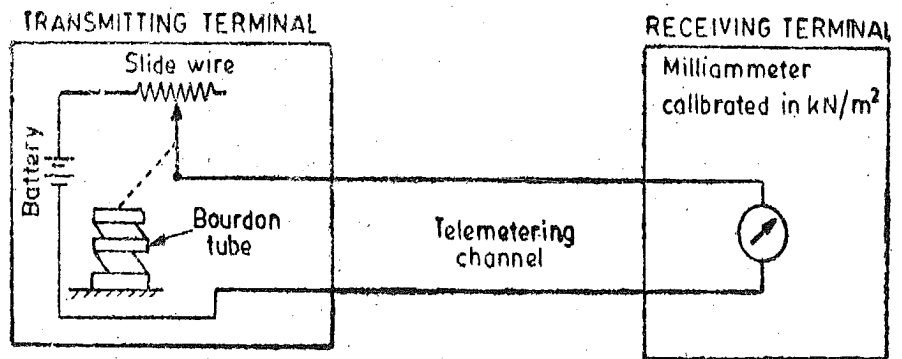 TRANSMITTING TERMINAL
RECEIVING TERMINAL
Slide wire
Milliammeter
callbrated in kN/m²
Battery
Bourdon
tube
Telemetering
channel